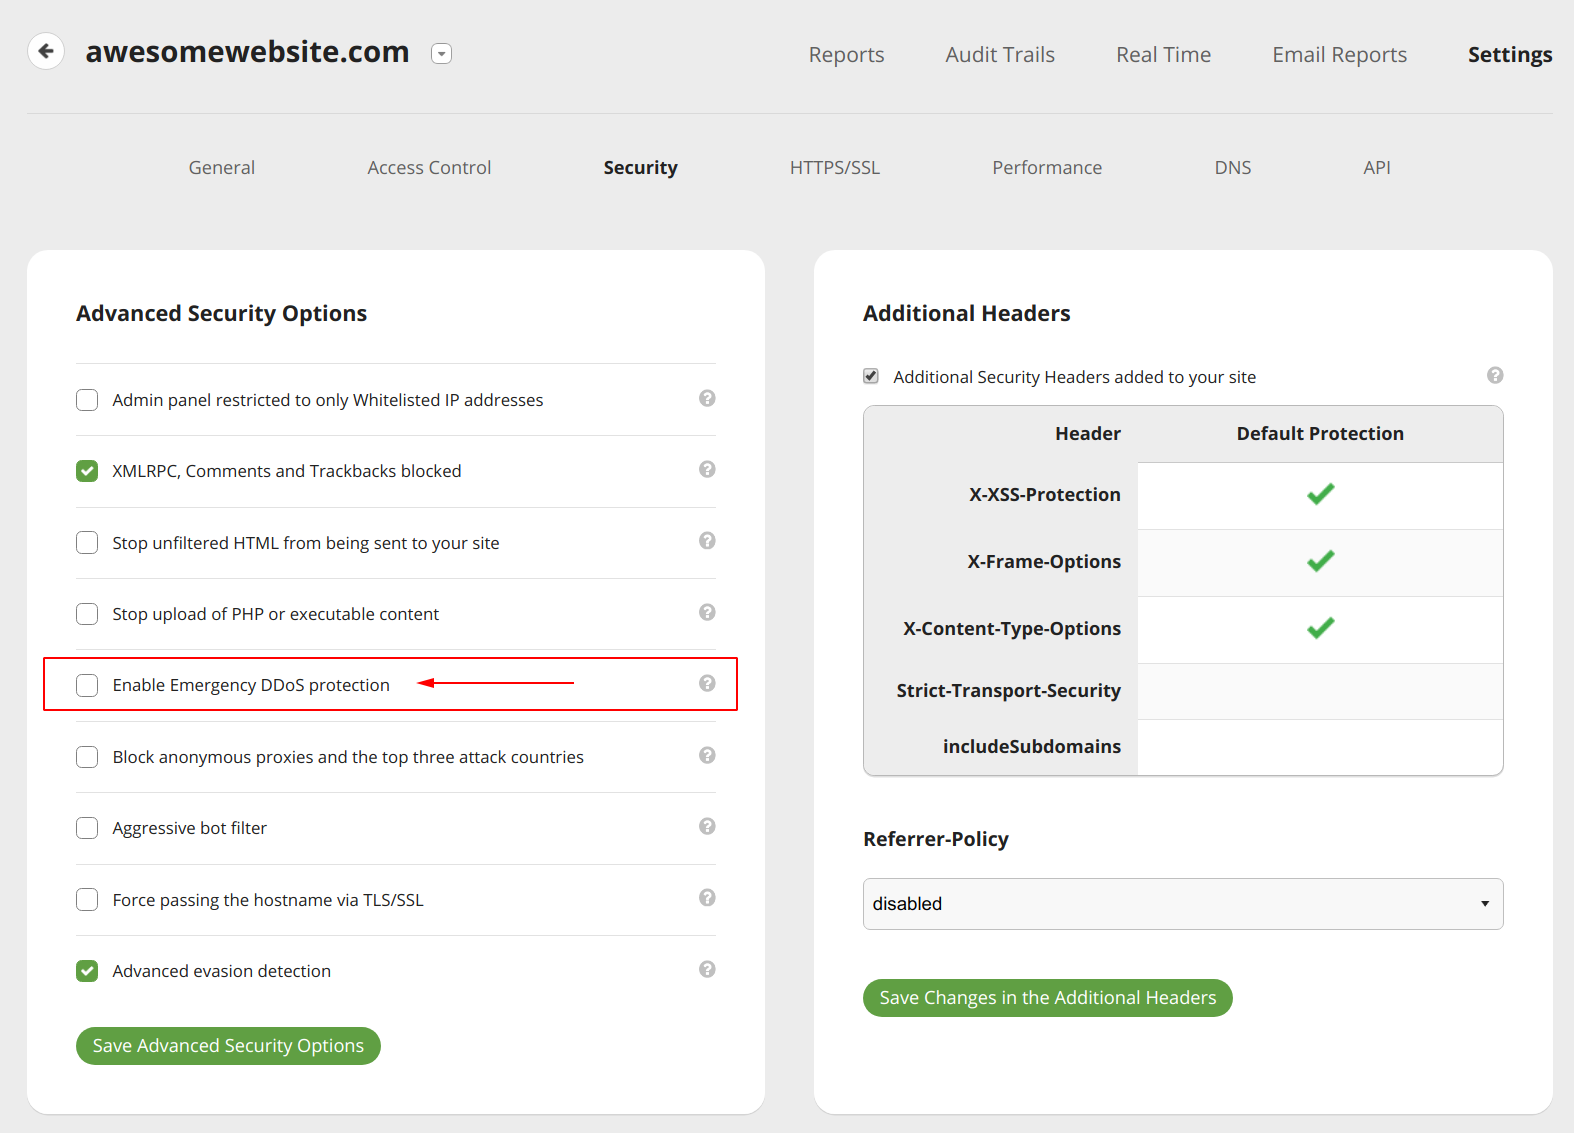 awesomewebsite.com
Reports Audit Trails Real Time Email Reports Settings
General Access Control Security HTTPS/SSL Performance DNS API
Advanced Security Options
Admin panel restricted to only Whitelisted IP addresses ?
XMLRPC, Comments and Trackbacks blocked ?
Stop unfiltered HTML from being sent to your site ?
Stop upload of PHP or executable content ?
Enable Emergency DDoS protection ?
Block anonymous proxies and the top three attack countries ?
Aggressive bot filter ?
Force passing the hostname via TLS/SSL ?
Advanced evasion detection ?
Save Advanced Security Options
Additional Headers
Additional Security Headers added to your site ?
Header Default Protection
X-XSS-Protection
X-Frame-Options
X-Content-Type-Options
Strict-Transport-Security
includeSubdomains
Referrer-Policy
disabled
Save Changes in the Additional Headers